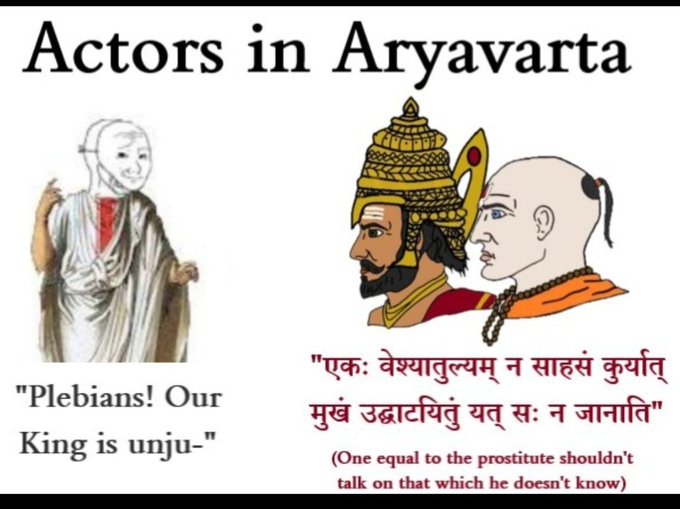 Actors in Aryavarta
"Plebians! Our
King is unju-"
"एकः वेश्यातुल्यम् न साहसं कुर्यात्
मुखं उद्घाटयितुं यत् सः न जानाति"
(One equal to the prostitute shouldn't
talk on that which he doesn't know)